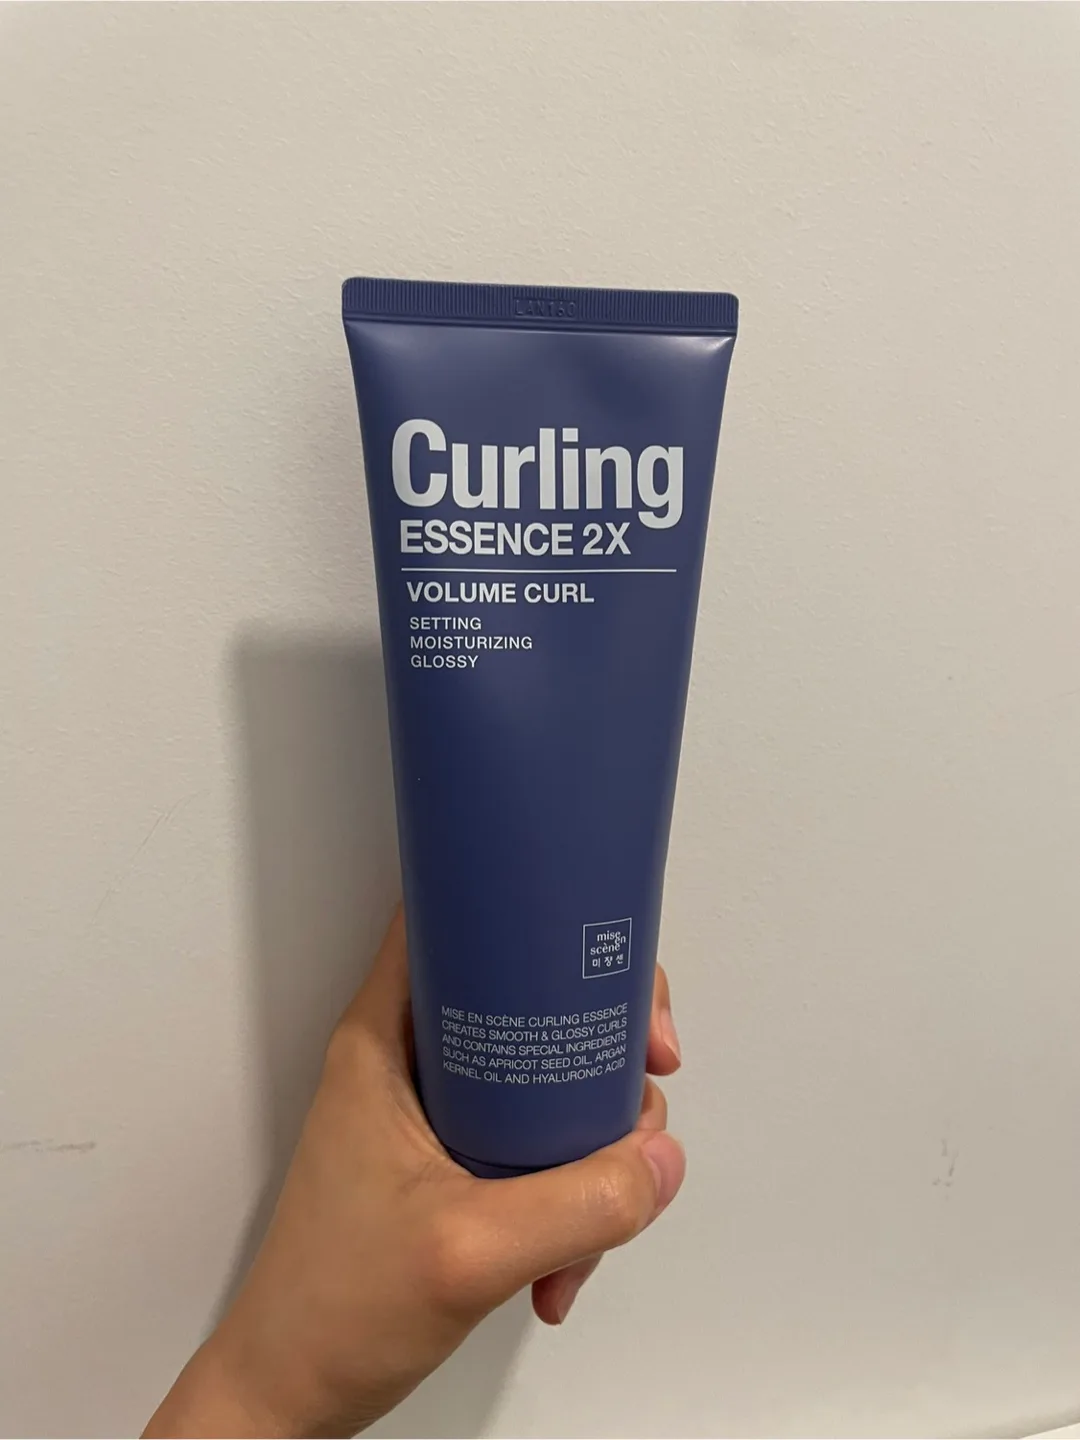 Curling
ESSENCE 2X
VOLUME CURL
SETTING
MOISTURIZING
GLOSSY
mise
en
scène
미쟝센
MISE EN SCÈNE CURLING ESSENCE
CREATES SMOOTH & GLOSSY CURLS
AND CONTAINS SPECIAL INGREDIENTS
SUCH AS APRICOT SEED OIL, ARGAN
KERNEL OIL AND HYALURONIC ACID